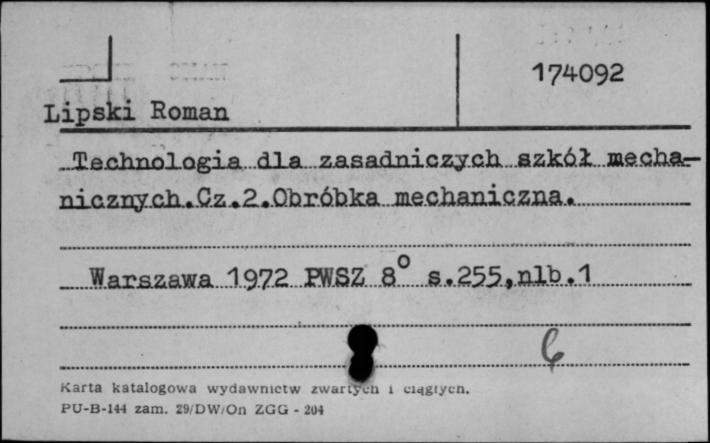 174092
Lipski Roman
Technologia dla zasadniczych szkół mecha-
nicznych.Cz.2.Obróbka mechaniczna.
Warszawa 1972 PWSZ 8° s.255,nlb.1
6
Karta katalogowa wydawnictw zwartych i ciągłych.
PU-B-144 zam. 29/DW/On ZGG - 204